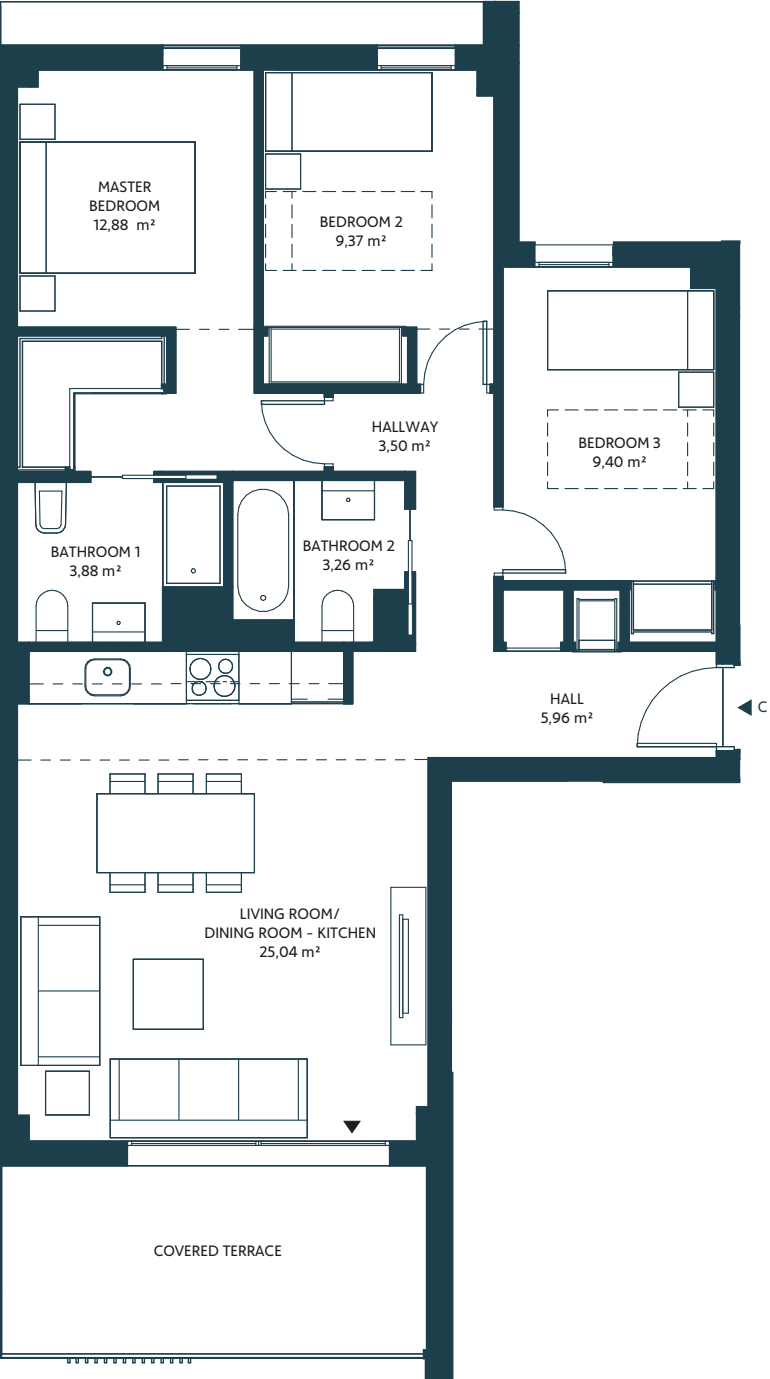 MASTER
BEDROOM
12,88 m²
BEDROOM 2
9,37 m²
HALLWAY
3,50 m²
BEDROOM 3
9,40 m²
BATHROOM 1
3,88 m²
BATHROOM 2
3,26 m²
HALL
5,96 m²
C
LIVING ROOM/
DINING ROOM - KITCHEN
25,04 m²
COVERED TERRACE